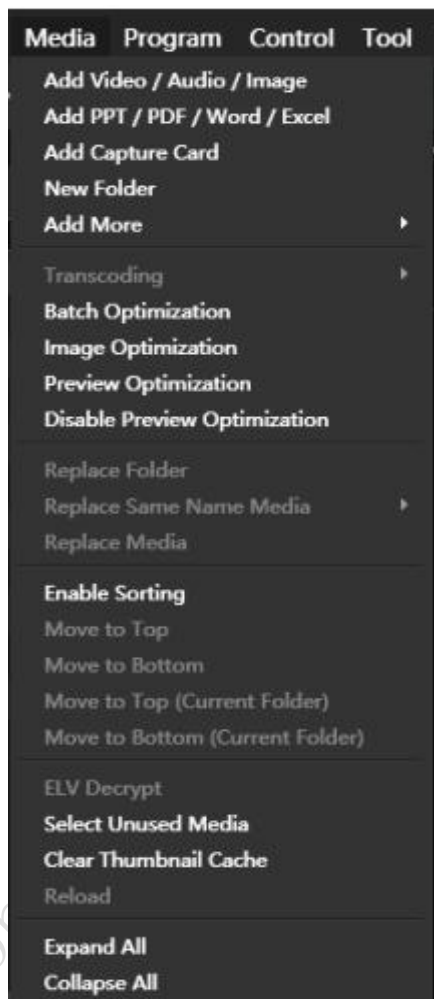 Media Program Control Tool
Add Video / Audio / Image
Add PPT / PDF / Word / Excel
Add Capture Card
New Folder
Add More
Transcoding
Batch Optimization
Image Optimization
Preview Optimization
Disable Preview Optimization
Replace Folder
Replace Same Name Media
Replace Media
Enable Sorting
Move to Top
Move to Bottom
Move to Top (Current Folder)
Move to Bottom (Current Folder)
ELV Decrypt
Select Unused Media
Clear Thumbnail Cache
Reload
Expand All
Collapse All